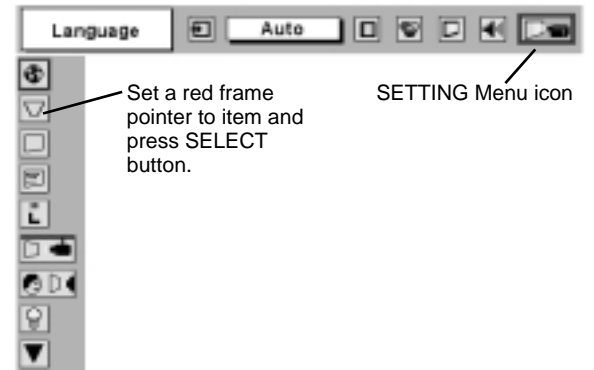 Language
Auto
Set a red frame
pointer to item and
press SELECT
button.
SETTING Menu icon